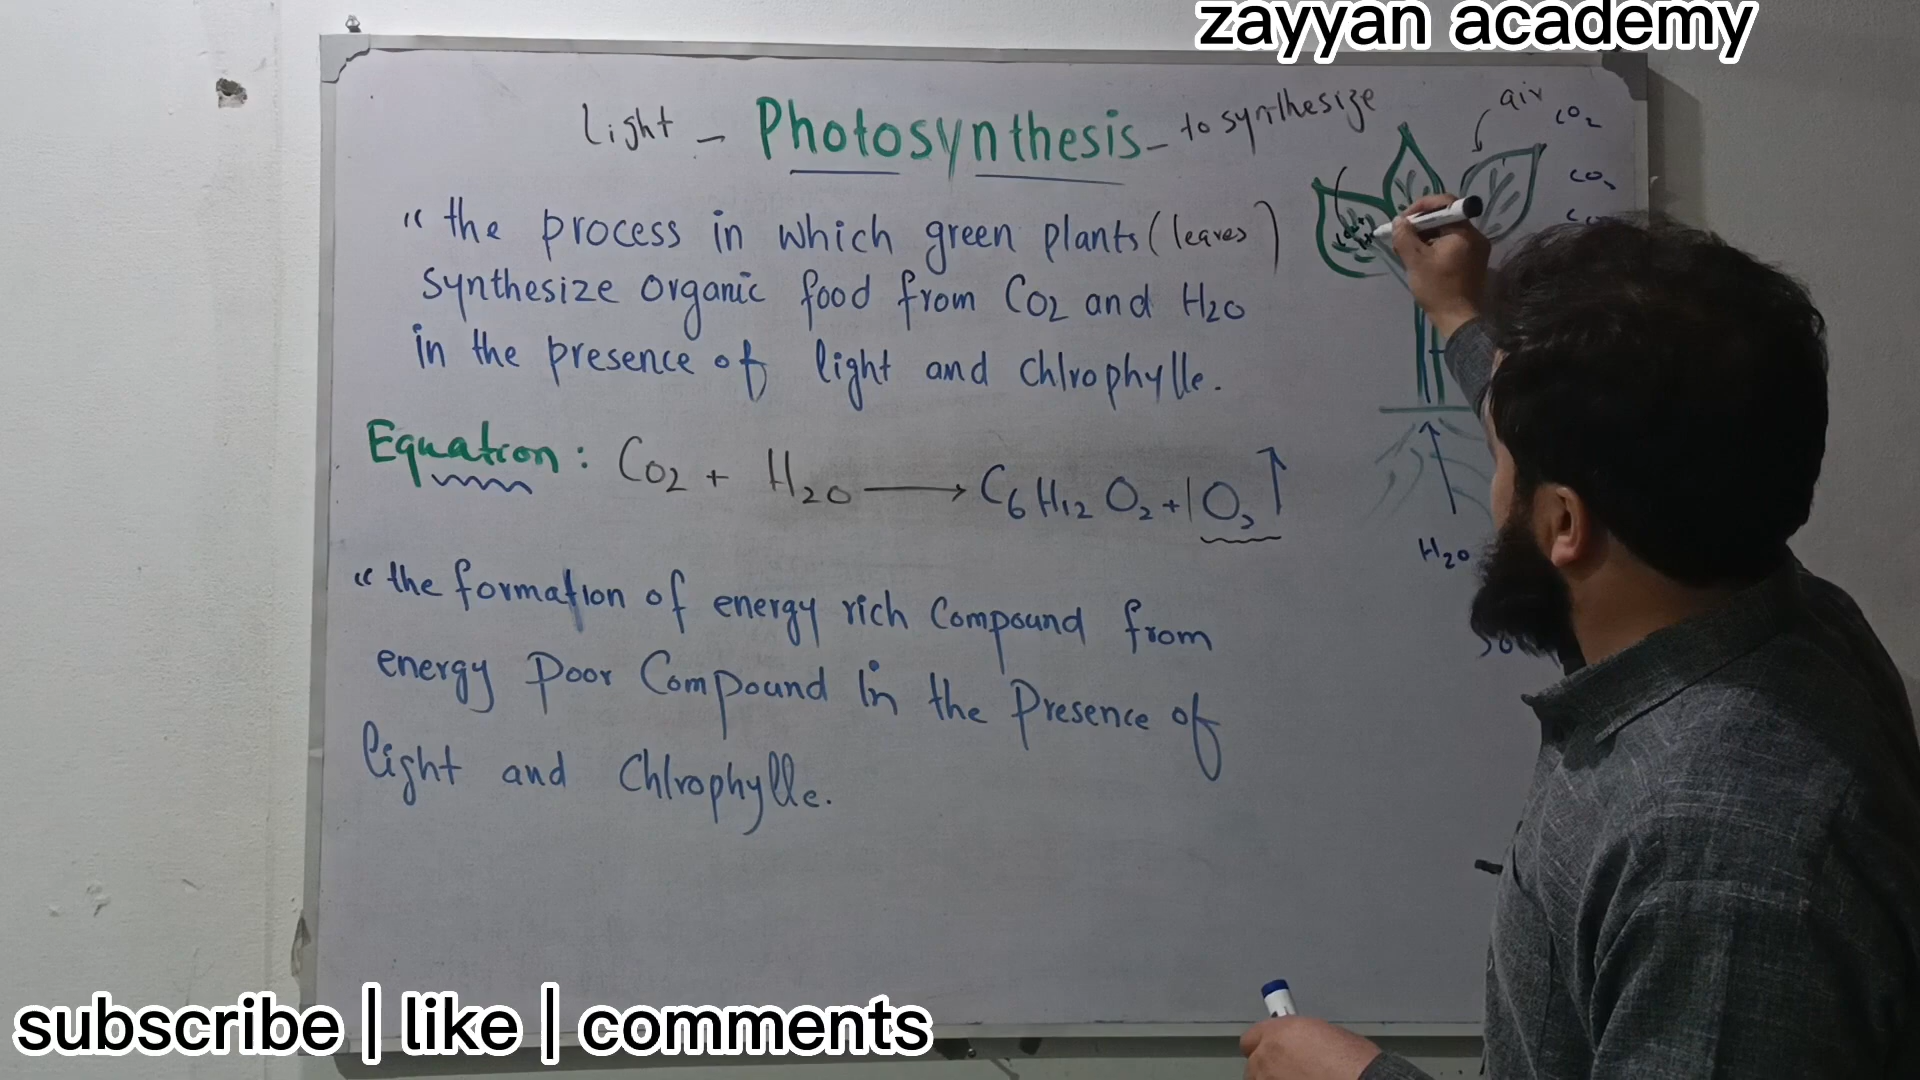 zayyan academy
light - Photosynthesis - to synthesize
air
CO2
CO2
"the process in which green plants (leaves)
synthesize organic food from CO2 and H2O
in the presence of light and chlrophylle.
Equation: CO2 + H2O → C6H12O2 + O2 ↑
H2O
"the formation of energy rich Compound from
energy Poor Compound in the Presence of
light and Chlrophylle.
subscribe | like | comments